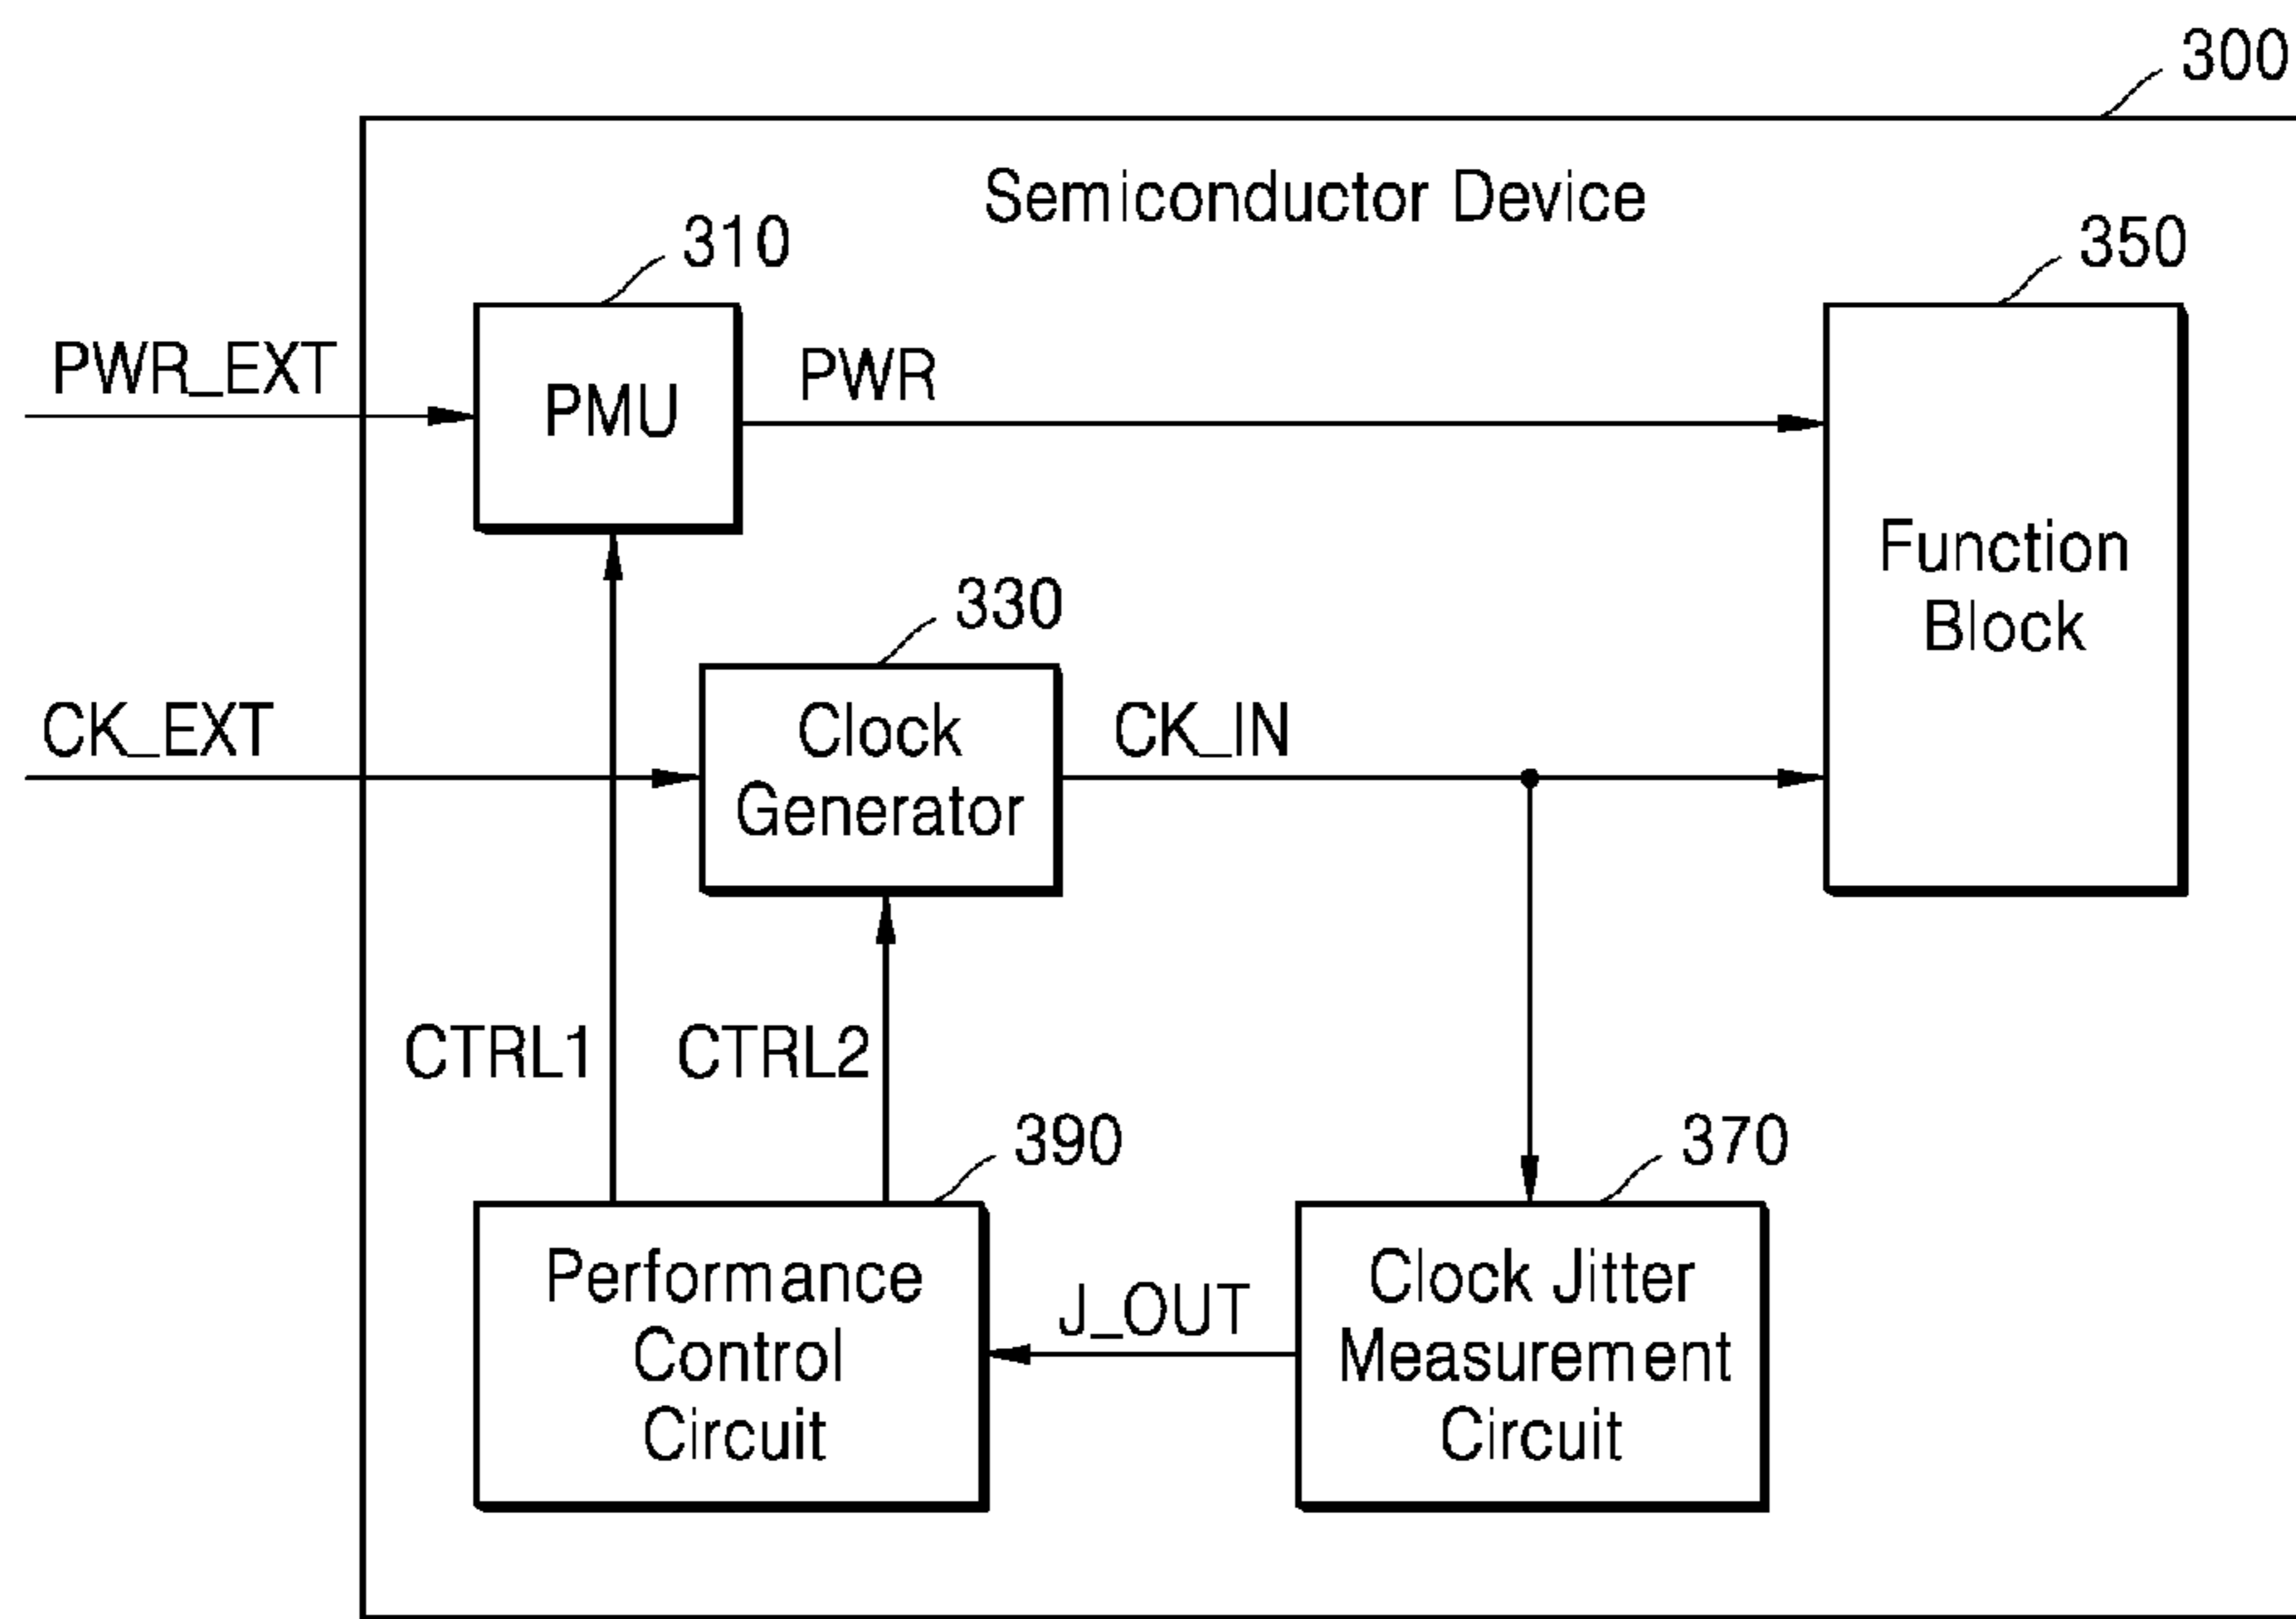 300
Semiconductor Device
310
350
PWR_EXT
PMU
PWR
Function
Block
330
CK_EXT
Clock
Generator
CK_IN
CTRL1
CTRL2
390
370
Performance
Control
Circuit
J_OUT
Clock Jitter
Measurement
Circuit